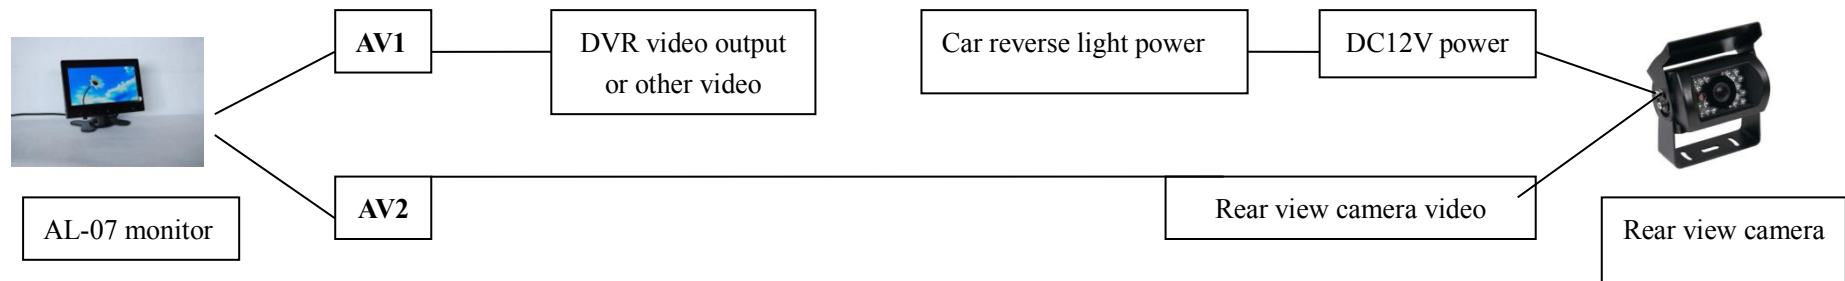 AV1
DVR video output
or other video
Car reverse light power
DC12V power
AV2
Rear view camera video
AL-07 monitor
Rear view camera